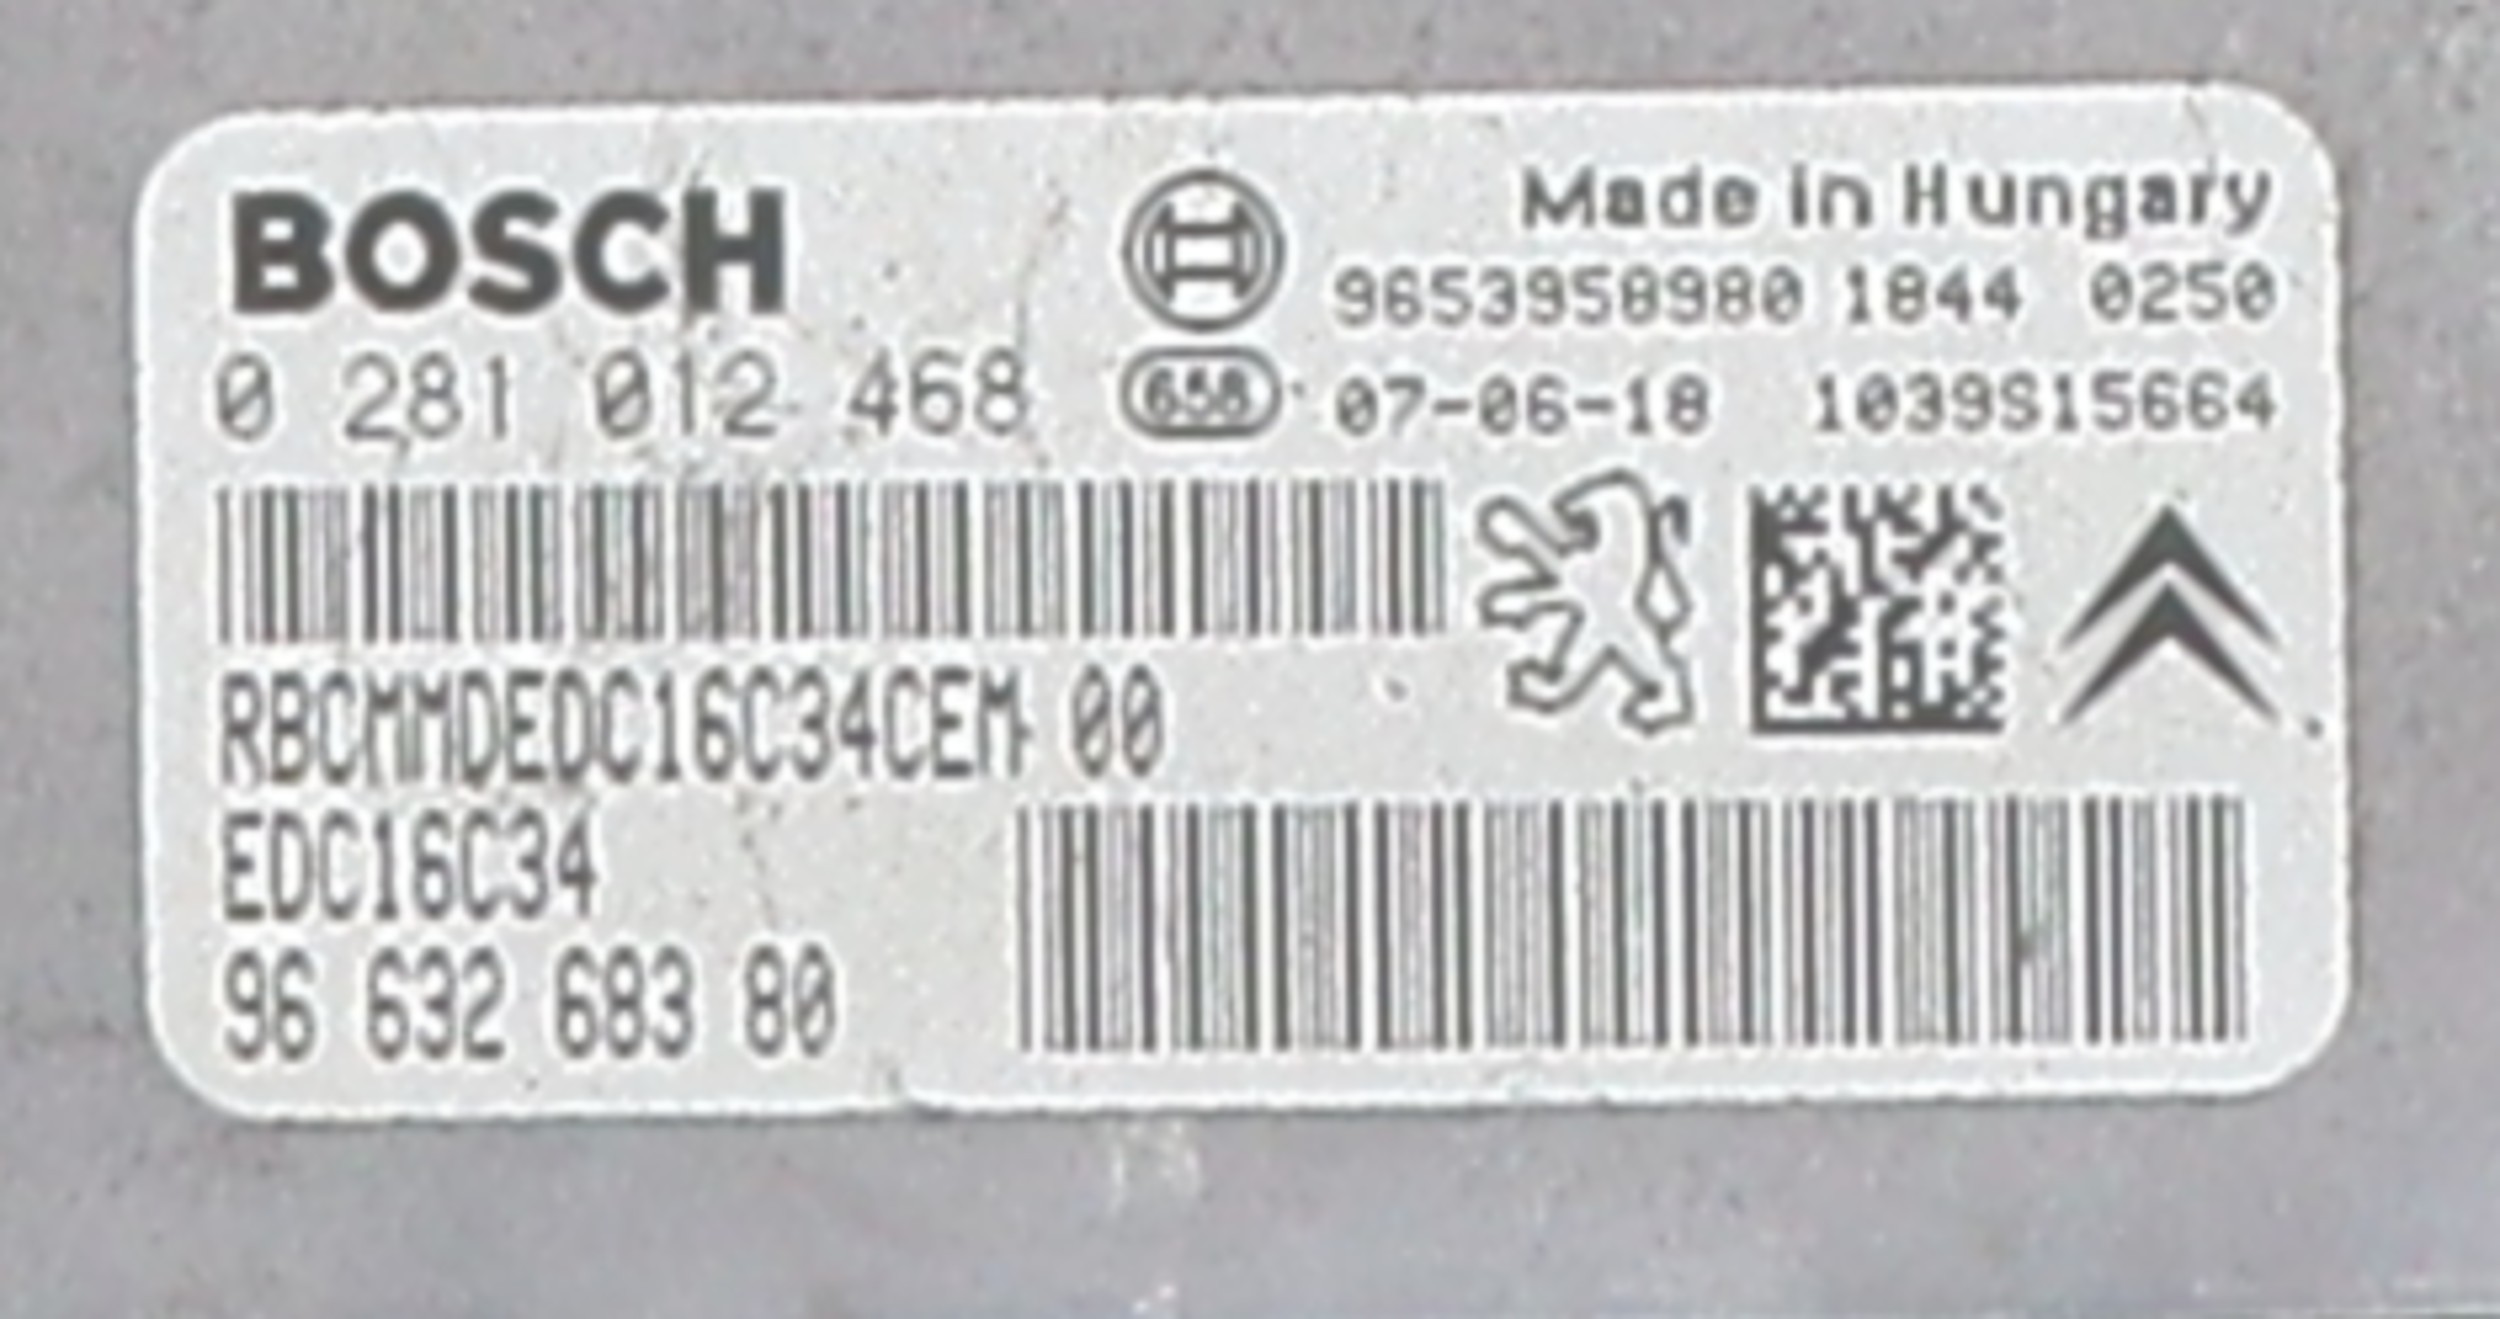 BOSCH
Made in Hungary
9653958980 1844 0250
0 281 012 468
658
07-06-18 1039S15664
RBCMMDEDC16C34CEM 00
EDC16C34
96 632 683 80